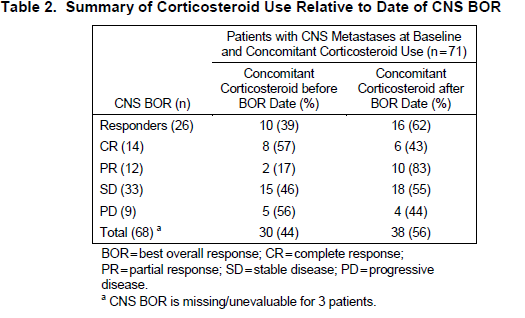 Table 2. Summary of Corticosteroid Use Relative to Date of CNS BOR
Patients with CNS Metastases at Baseline
and Concomitant Corticosteroid Use (n=71)
CNS BOR (n)
Concomitant
Corticosteroid before
BOR Date (%)
Concomitant
Corticosteroid after
BOR Date (%)
Responders (26) 10 (39) 16 (62)
CR (14) 8 (57) 6 (43)
PR (12) 2 (17) 10 (83)
SD (33) 15 (46) 18 (55)
PD (9) 5 (56) 4 (44)
Total (68) a 30 (44) 38 (56)
BOR=best overall response; CR=complete response;
PR=partial response; SD=stable disease; PD=progressive
disease.
a CNS BOR is missing/unevaluable for 3 patients.